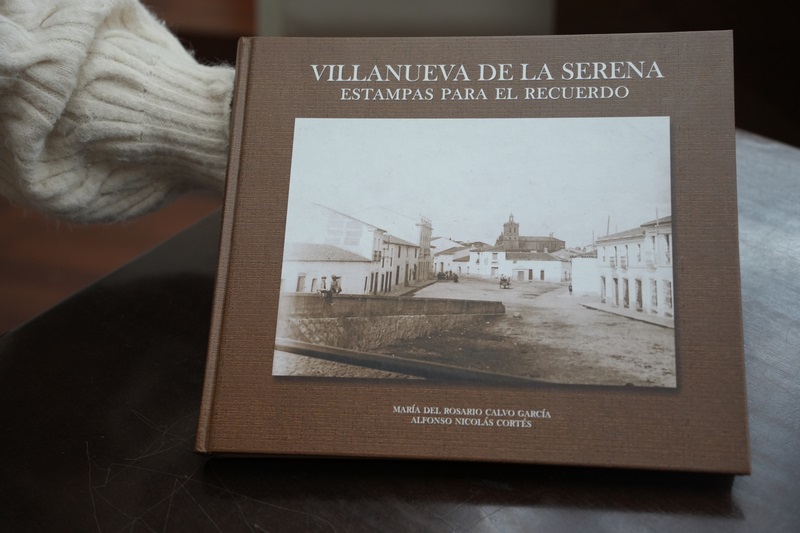 VILLANUEVA DE LA SERENA
ESTAMPAS PARA EL RECUERDO
MARÍA DEL ROSARIO CALVO GARCÍA
ALFONSO NICOLÁS CORTÉS